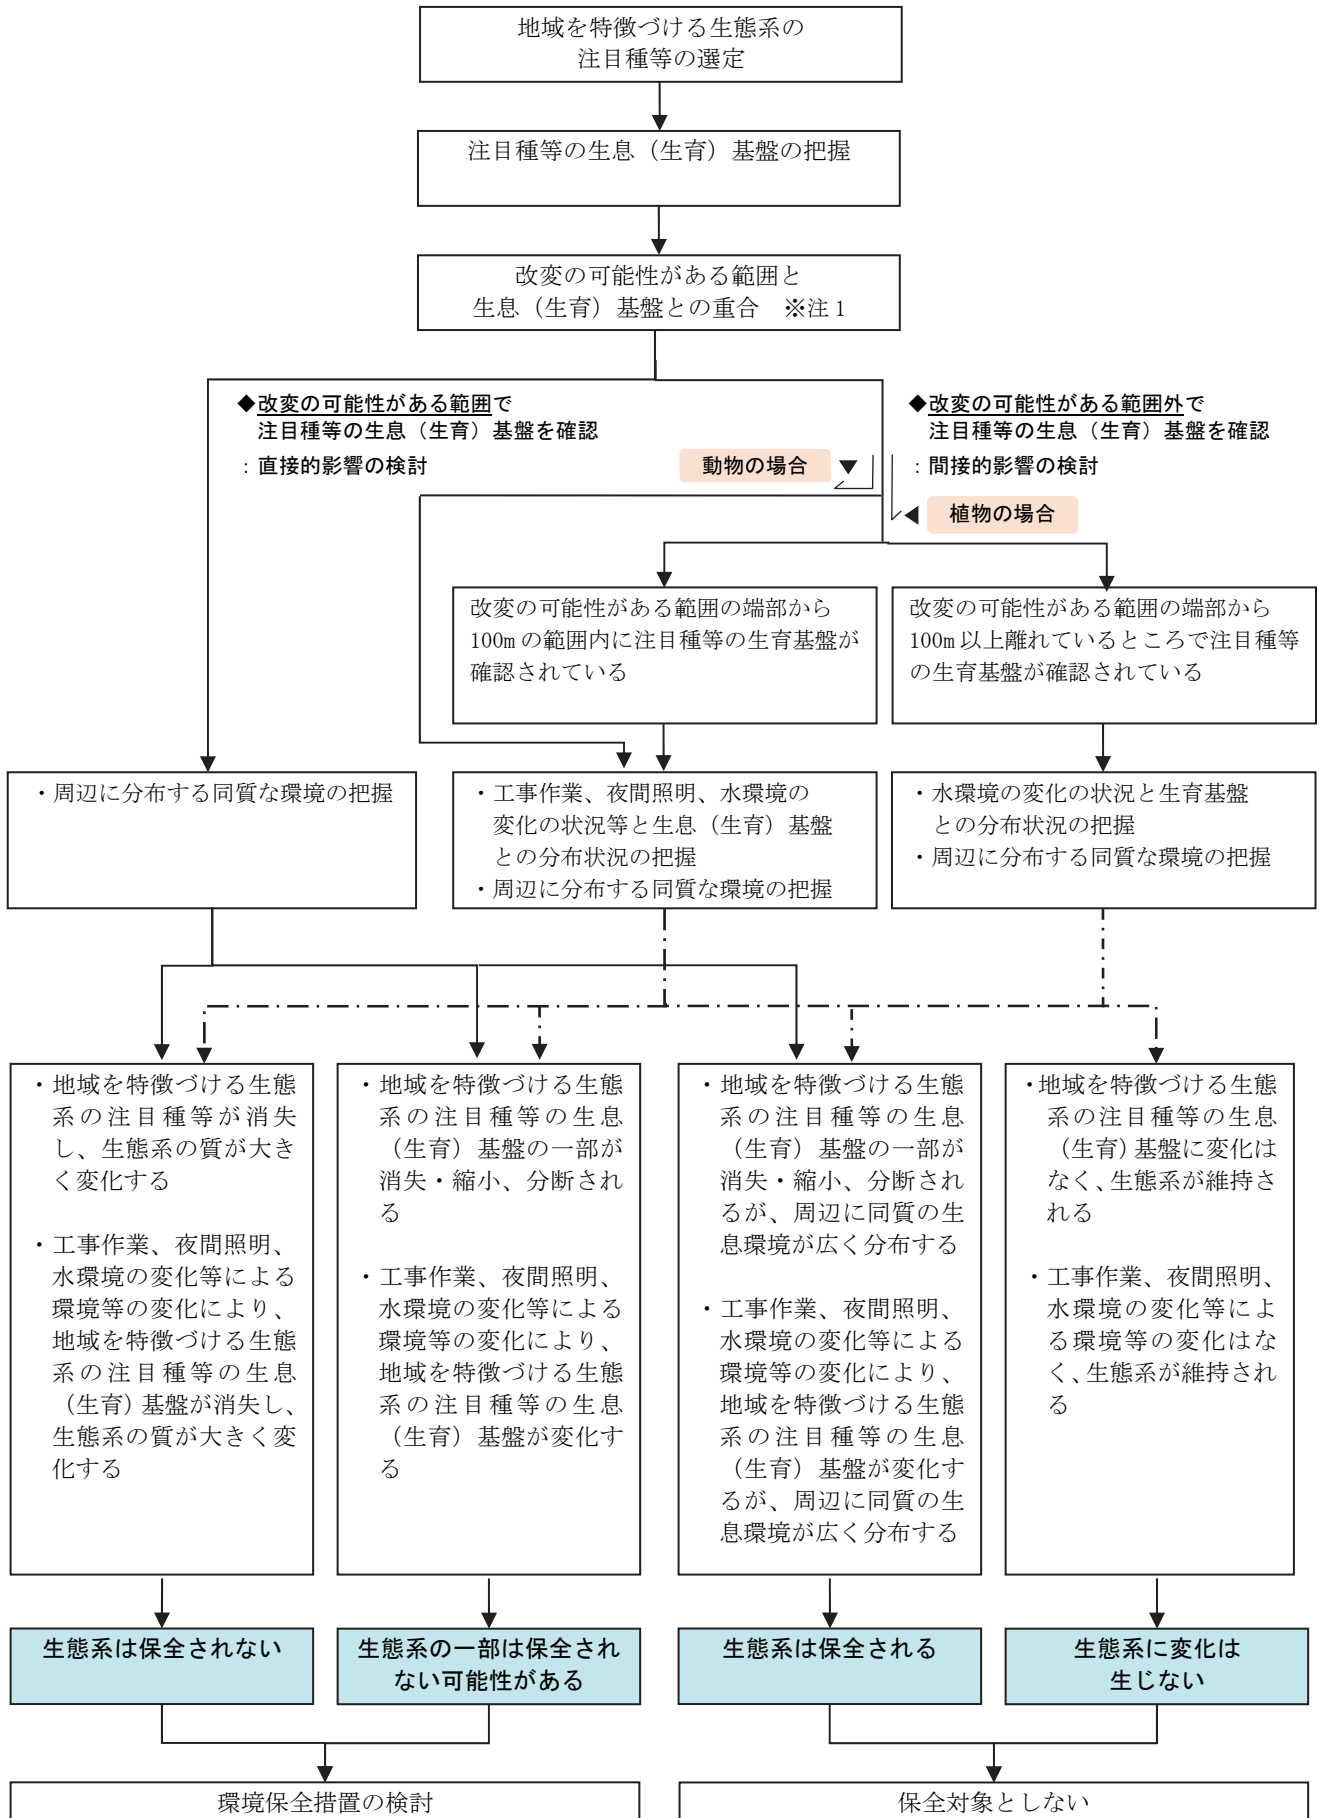 地域を特徴づける生態系の
注目種等の選定
注目種等の生息（生育）基盤の把握
改変の可能性がある範囲と
生息（生育）基盤との重合　※注１
◆改変の可能性がある範囲で
注目種等の生息（生育）基盤を確認
：直接的影響の検討
動物の場合
◆改変の可能性がある範囲外で
注目種等の生息（生育）基盤を確認
：間接的影響の検討
植物の場合
改変の可能性がある範囲の端部から
100mの範囲内に注目種等の生育基盤が
確認されている
改変の可能性がある範囲の端部から
100m以上離れているところで注目種等
の生育基盤が確認されている
・周辺に分布する同質な環境の把握
・工事作業、夜間照明、水環境の
変化の状況等と生息（生育）基盤
との分布状況の把握
・周辺に分布する同質な環境の把握
・水環境の変化の状況と生育基盤
との分布状況の把握
・周辺に分布する同質な環境の把握
・地域を特徴づける生態
系の注目種等が消失
し、生態系の質が大き
く変化する
・工事作業、夜間照明、
水環境の変化等による
環境等の変化により、
地域を特徴づける生態
系の注目種等の生息
（生育）基盤が消失し、
生態系の質が大きく変
化する
・地域を特徴づける生態
系の注目種等の生息
（生育）基盤の一部が
消失・縮小、分断され
る
・工事作業、夜間照明、
水環境の変化等による
環境等の変化により、
地域を特徴づける生態
系の注目種等の生息
（生育）基盤が変化す
る
・地域を特徴づける生態
系の注目種等の生息
（生育）基盤の一部が
消失・縮小、分断され
るが、周辺に同質の生
息環境が広く分布する
・工事作業、夜間照明、
水環境の変化等による
環境等の変化により、
地域を特徴づける生態
系の注目種等の生息
（生育）基盤が変化す
るが、周辺に同質の生
息環境が広く分布する
・地域を特徴づける生態
系の注目種等の生息
（生育）基盤に変化は
なく、生態系が維持さ
れる
・工事作業、夜間照明、
水環境の変化等によ
る環境等の変化はな
く、生態系が維持され
る
生態系は保全されない
生態系の一部は保全され
ない可能性がある
生態系は保全される
生態系に変化は
生じない
環境保全措置の検討
保全対象としない